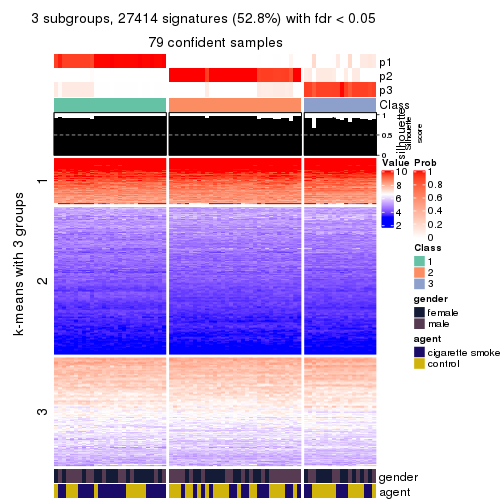 3 subgroups, 27414 signatures (52.8%) with fdr < 0.05
79 confident samples
p1
p2
p3
Class
1
0.5
0
silhouette
Silhouette
score
k-means with 3 groups
1
2
3
Value
10
8
6
4
2
Prob
1
0.8
0.6
0.4
0.2
0
Class
1
2
3
gender
female
male
agent
cigarette smoke
control
gender
agent